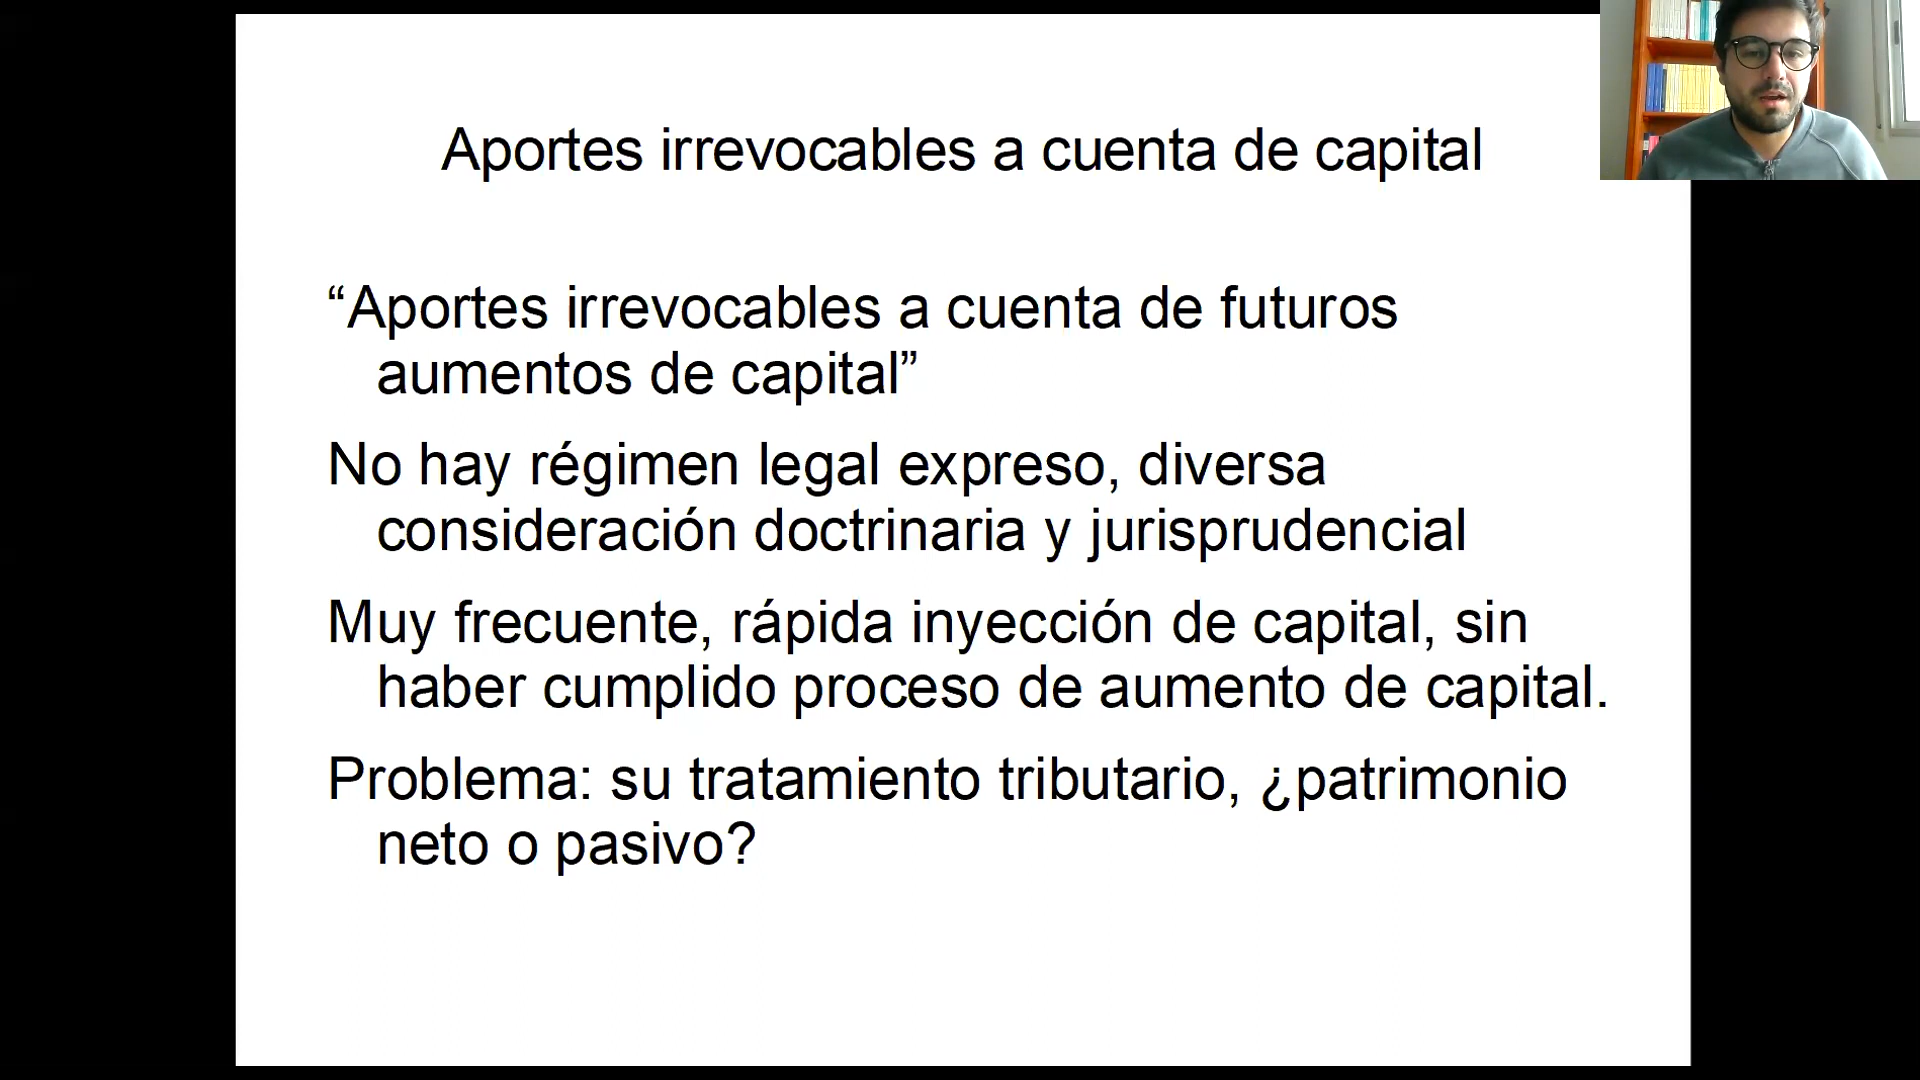 Aportes irrevocables a cuenta de capital
“Aportes irrevocables a cuenta de futuros
aumentos de capital”
No hay régimen legal expreso, diversa
consideración doctrinaria y jurisprudencial
Muy frecuente, rápida inyección de capital, sin
haber cumplido proceso de aumento de capital.
Problema: su tratamiento tributario, ¿patrimonio
neto o pasivo?